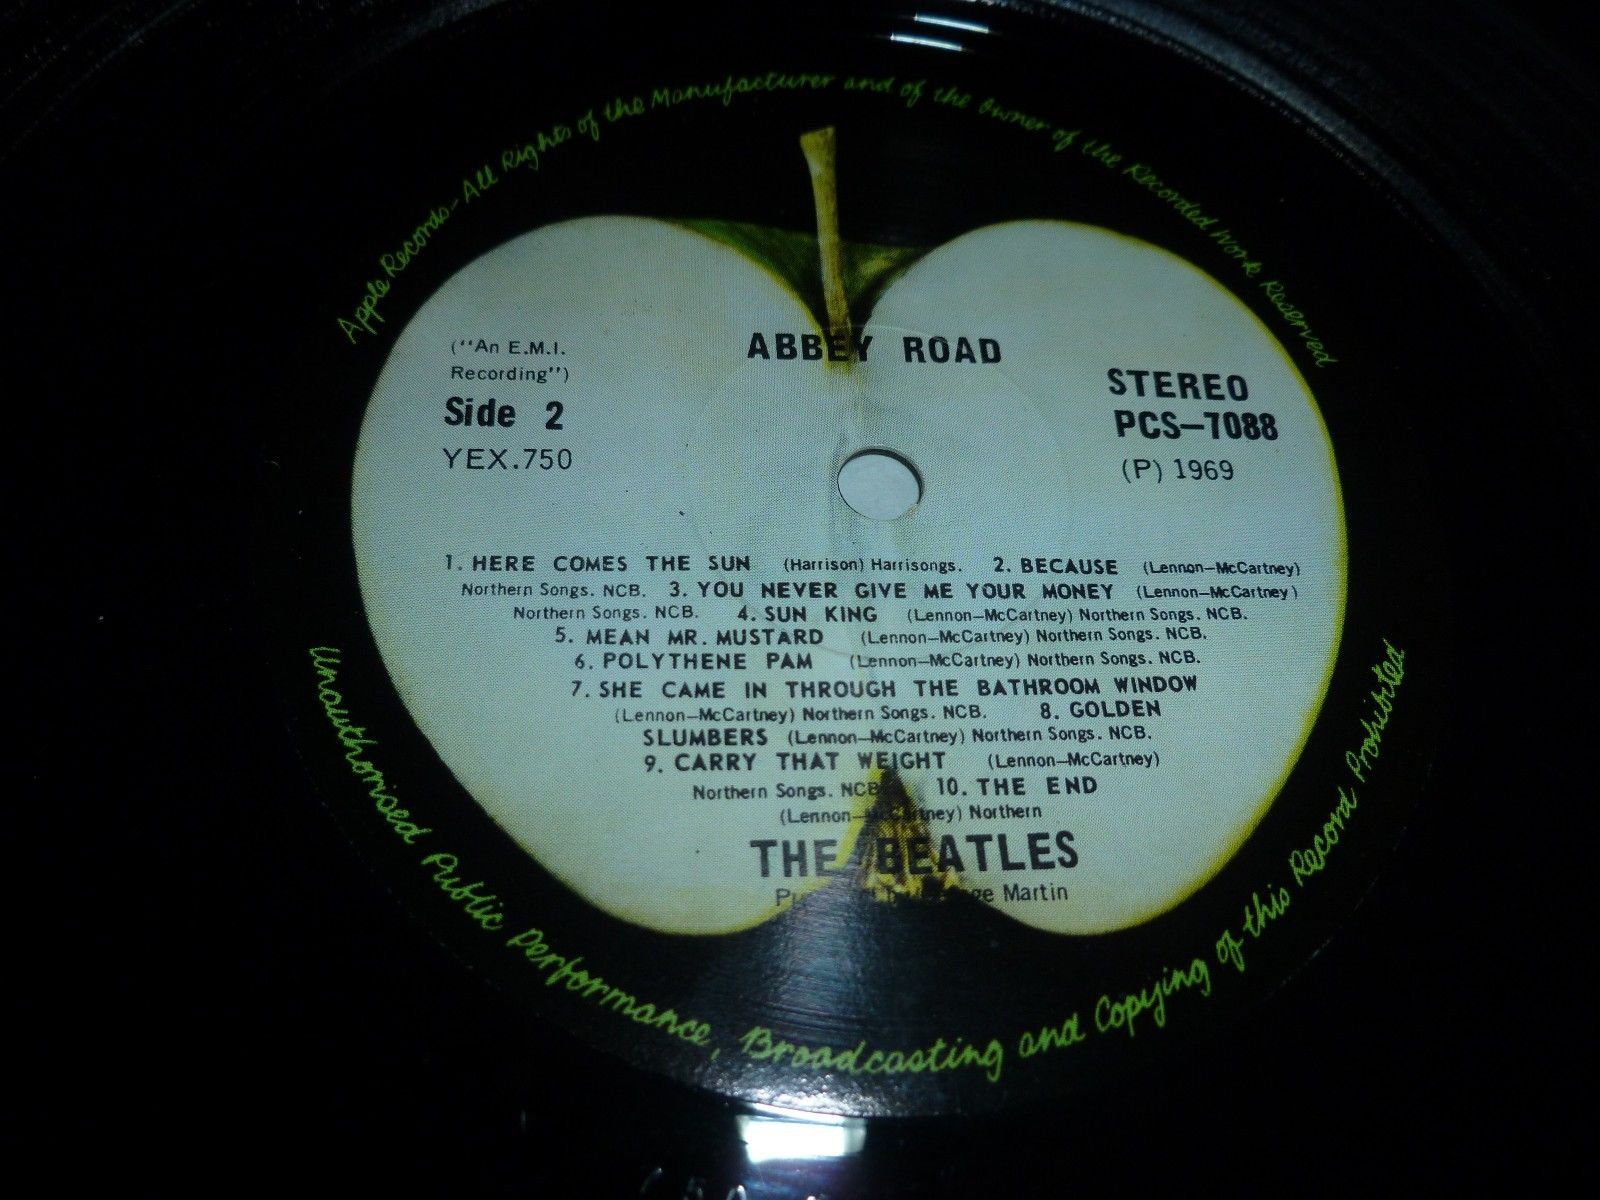 Apple Records-All Rights of the Manufacturer and of the Owner of the Recorded Work Reserved
ABBEY ROAD
(''An E.M.I.
Recording'')
Side 2
YEX.750
STEREO
PCS-7088
(P) 1969
1. HERE COMES THE SUN (Harrison) Harrisongs. 2. BECAUSE (Lennon-McCartney)
Northern Songs. NCB. 3. YOU NEVER GIVE ME YOUR MONEY (Lennon-McCartney)
Northern Songs. NCB. 4. SUN KING (Lennon-McCartney) Northern Songs. NCB.
5. MEAN MR. MUSTARD (Lennon-McCartney) Northern Songs. NCB.
6. POLYTHENE PAM (Lennon-McCartney) Northern Songs. NCB.
7. SHE CAME IN THROUGH THE BATHROOM WINDOW
(Lennon-McCartney) Northern Songs. NCB. 8. GOLDEN
SLUMBERS (Lennon-McCartney) Northern Songs. NCB.
9. CARRY THAT WEIGHT (Lennon-McCartney)
Northern Songs. NCB 10. THE END
(Lennon-McCartney) Northern
THE BEATLES
Produced by George Martin
Unauthorised Public Performance, Broadcasting and Copying of this Record Prohibited